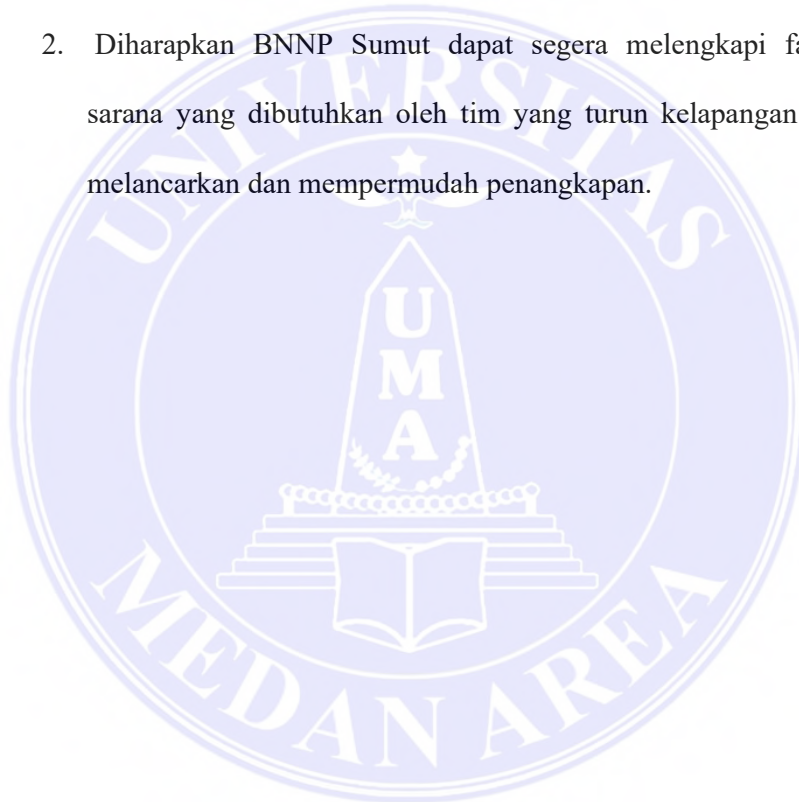 2. Diharapkan BNNP Sumut dapat segera melengkapi fa
sarana yang dibutuhkan oleh tim yang turun kelapangan
melancarkan dan mempermudah penangkapan.
UNIVERSITAS
U
M
A
MEDAN AREA